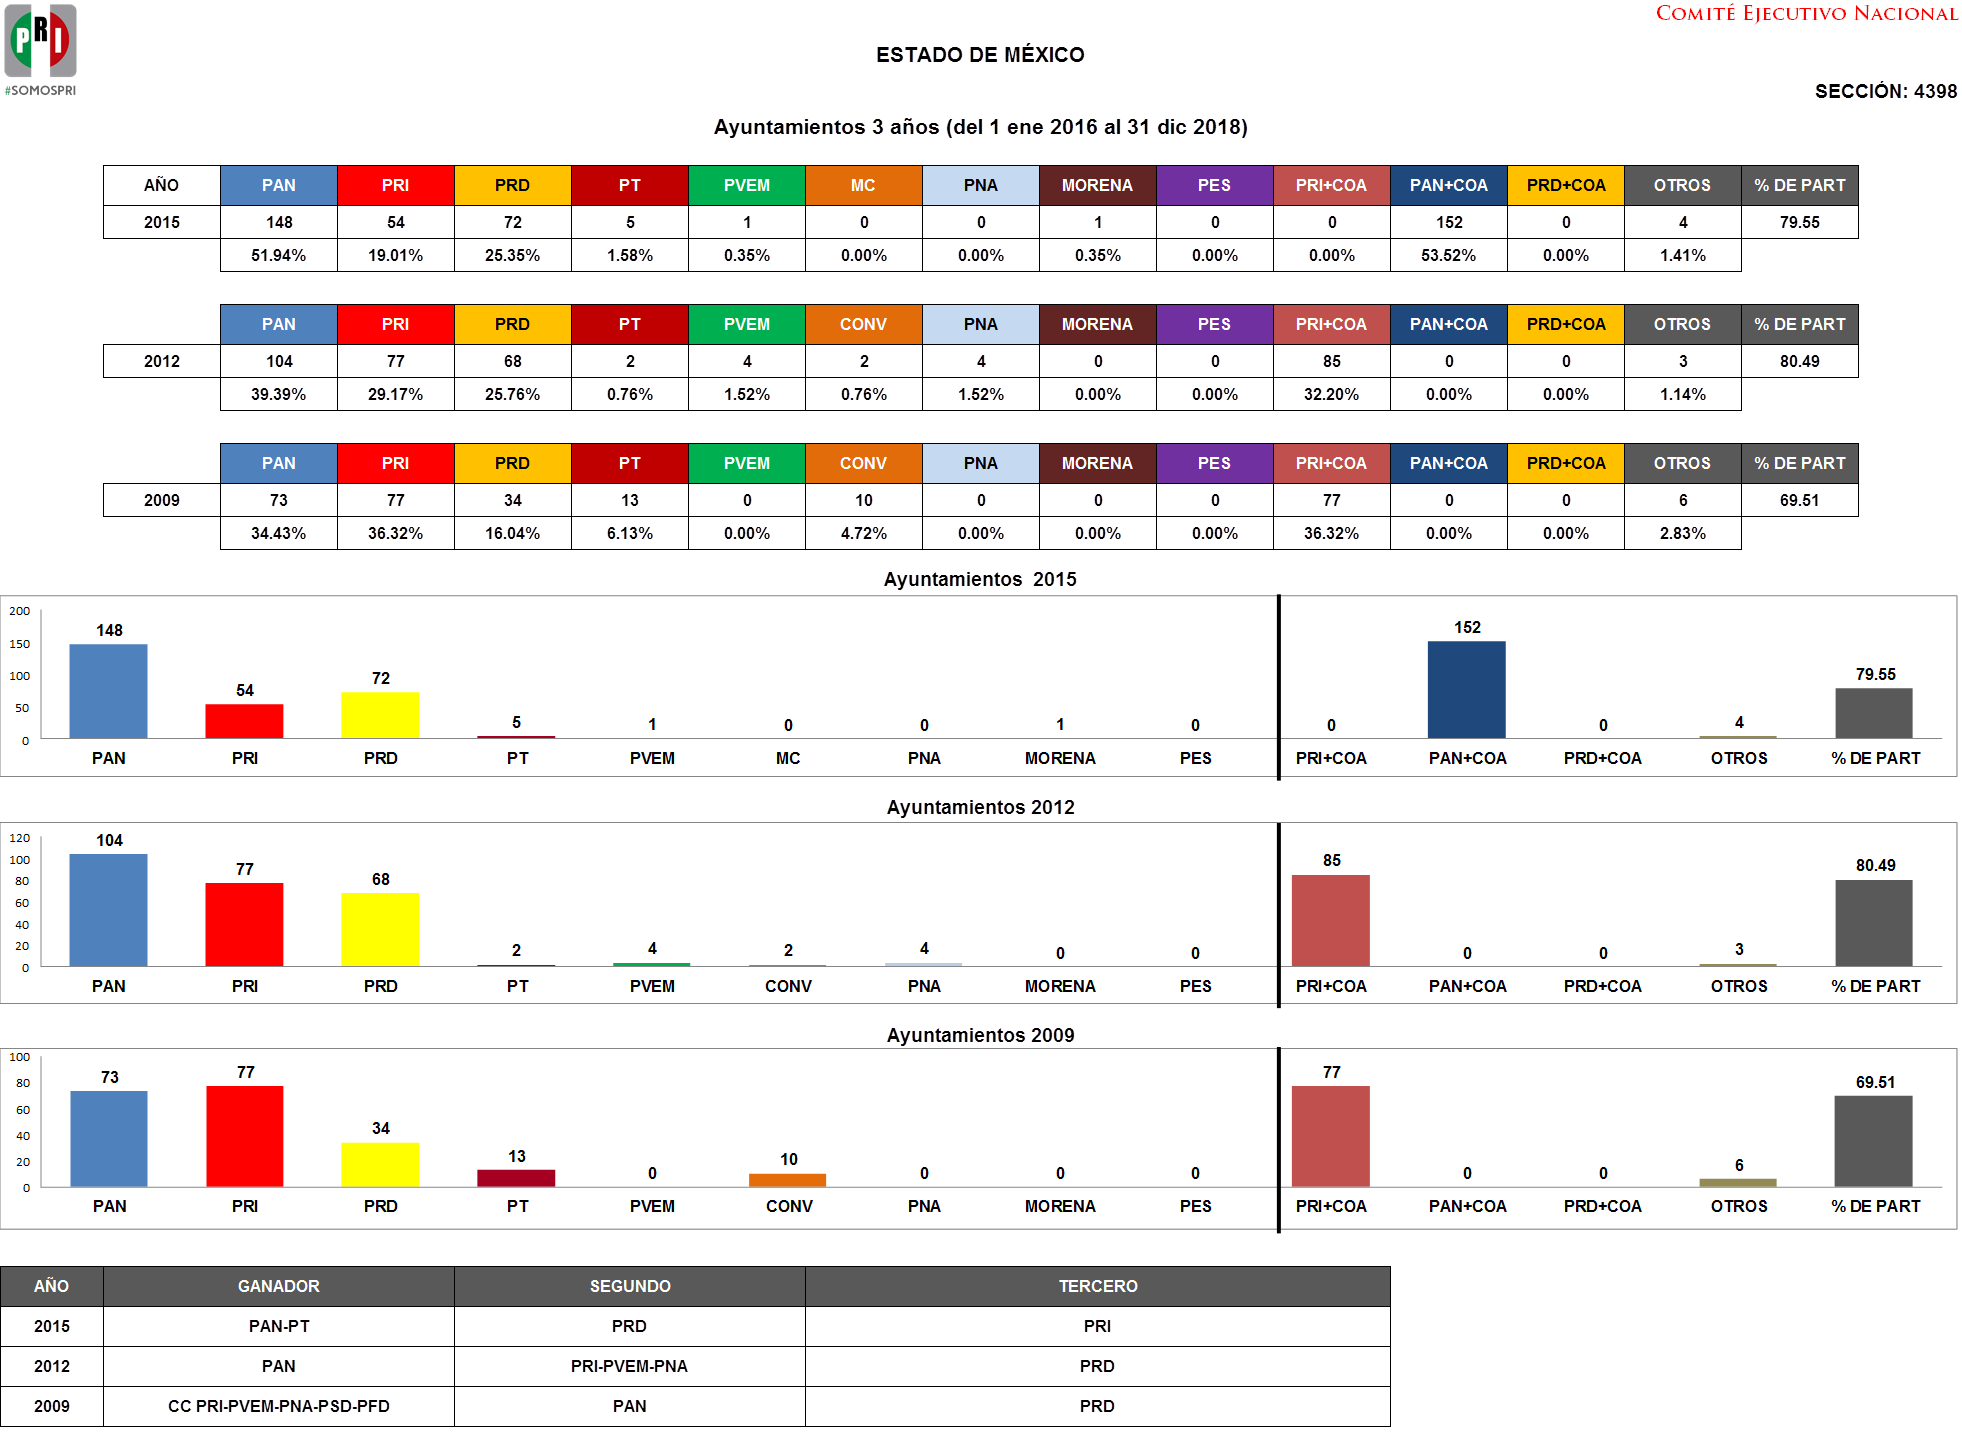 PRI
#SOMOSPRI
COMITÉ EJECUTIVO NACIONAL
ESTADO DE MÉXICO
SECCIÓN: 4398
Ayuntamientos 3 años (del 1 ene 2016 al 31 dic 2018)
AÑO PAN PRI PRD PT PVEM MC PNA MORENA PES PRI+COA PAN+COA PRD+COA OTROS % DE PART
2015 148 54 72 5 1 0 0 1 0 0 152 0 4 79.55
51.94% 19.01% 25.35% 1.58% 0.35% 0.00% 0.00% 0.35% 0.00% 0.00% 53.52% 0.00% 1.41%
PAN PRI PRD PT PVEM CONV PNA MORENA PES PRI+COA PAN+COA PRD+COA OTROS % DE PART
2012 104 77 68 2 4 2 4 0 0 85 0 0 3 80.49
39.39% 29.17% 25.76% 0.76% 1.52% 0.76% 1.52% 0.00% 0.00% 32.20% 0.00% 0.00% 1.14%
PAN PRI PRD PT PVEM CONV PNA MORENA PES PRI+COA PAN+COA PRD+COA OTROS % DE PART
2009 73 77 34 13 0 10 0 0 0 77 0 0 6 69.51
34.43% 36.32% 16.04% 6.13% 0.00% 4.72% 0.00% 0.00% 0.00% 36.32% 0.00% 0.00% 2.83%
Ayuntamientos 2015
200
150
100
50
0
148 54 72 5 1 0 0 1 0 0 152 0 4 79.55
PAN PRI PRD PT PVEM MC PNA MORENA PES PRI+COA PAN+COA PRD+COA OTROS % DE PART
Ayuntamientos 2012
120
100
80
60
40
20
0
104 77 68 2 4 2 4 0 0 85 0 0 3 80.49
PAN PRI PRD PT PVEM CONV PNA MORENA PES PRI+COA PAN+COA PRD+COA OTROS % DE PART
Ayuntamientos 2009
100
80
60
40
20
0
73 77 34 13 0 10 0 0 0 77 0 0 6 69.51
PAN PRI PRD PT PVEM CONV PNA MORENA PES PRI+COA PAN+COA PRD+COA OTROS % DE PART
AÑO GANADOR SEGUNDO TERCERO
2015 PAN-PT PRD PRI
2012 PAN PRI-PVEM-PNA PRD
2009 CC PRI-PVEM-PNA-PSD-PFD PAN PRD